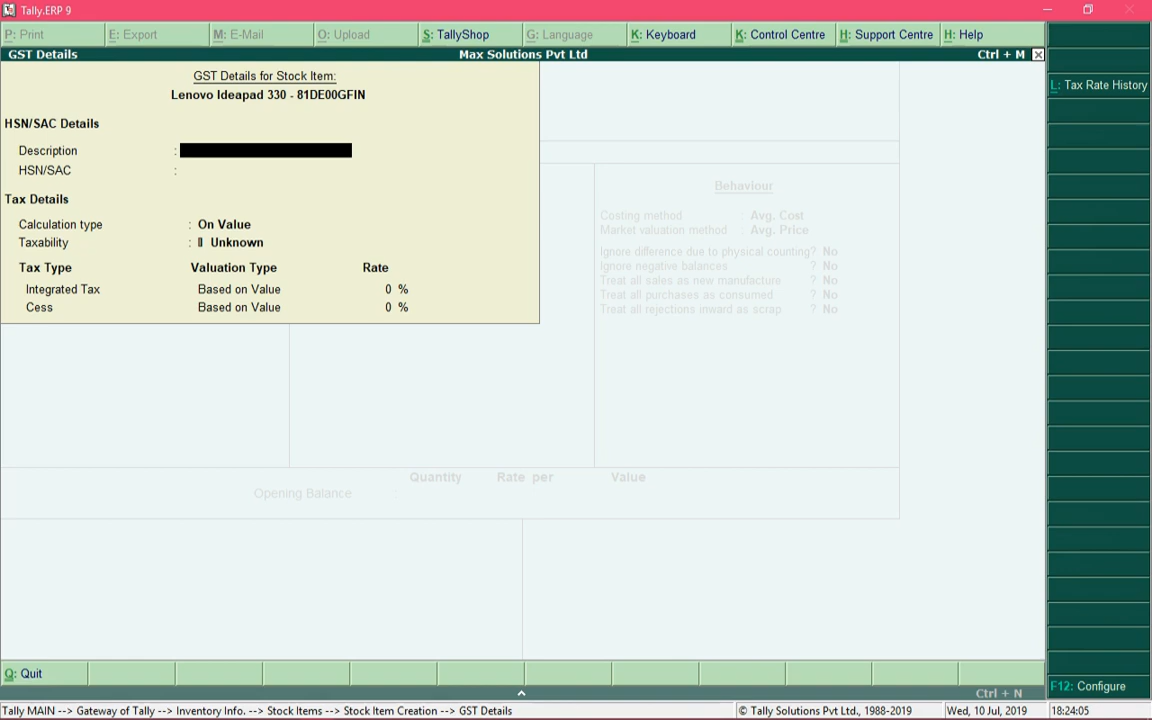 Tally.ERP 9
P: Print E: Export M: E-Mail O: Upload S: TallyShop G: Language K: Keyboard K: Control Centre H: Support Centre H: Help
GST Details Max Solutions Pvt Ltd Ctrl + M
L: Tax Rate History
GST Details for Stock Item:
Lenovo Ideapad 330 - 81DE00GFIN
HSN/SAC Details
Description :
HSN/SAC :
Tax Details
Calculation type : On Value
Taxability : Unknown
Tax Type Valuation Type Rate
Integrated Tax Based on Value 0 %
Cess Based on Value 0 %
Behaviour
Costing method : Avg. Cost
Market valuation method : Avg. Price
Ignore difference due to physical counting? No
Ignore negative balances ? No
Treat all sales as new manufacture ? No
Treat all purchases as consumed ? No
Treat all rejections inward as scrap ? No
Quantity Rate per Value
Opening Balance :
Q: Quit
Ctrl + N
F12: Configure
Tally MAIN --> Gateway of Tally --> Inventory Info. --> Stock Items --> Stock Item Creation --> GST Details © Tally Solutions Pvt Ltd., 1988-2019 Wed, 10 Jul, 2019 18:24:05